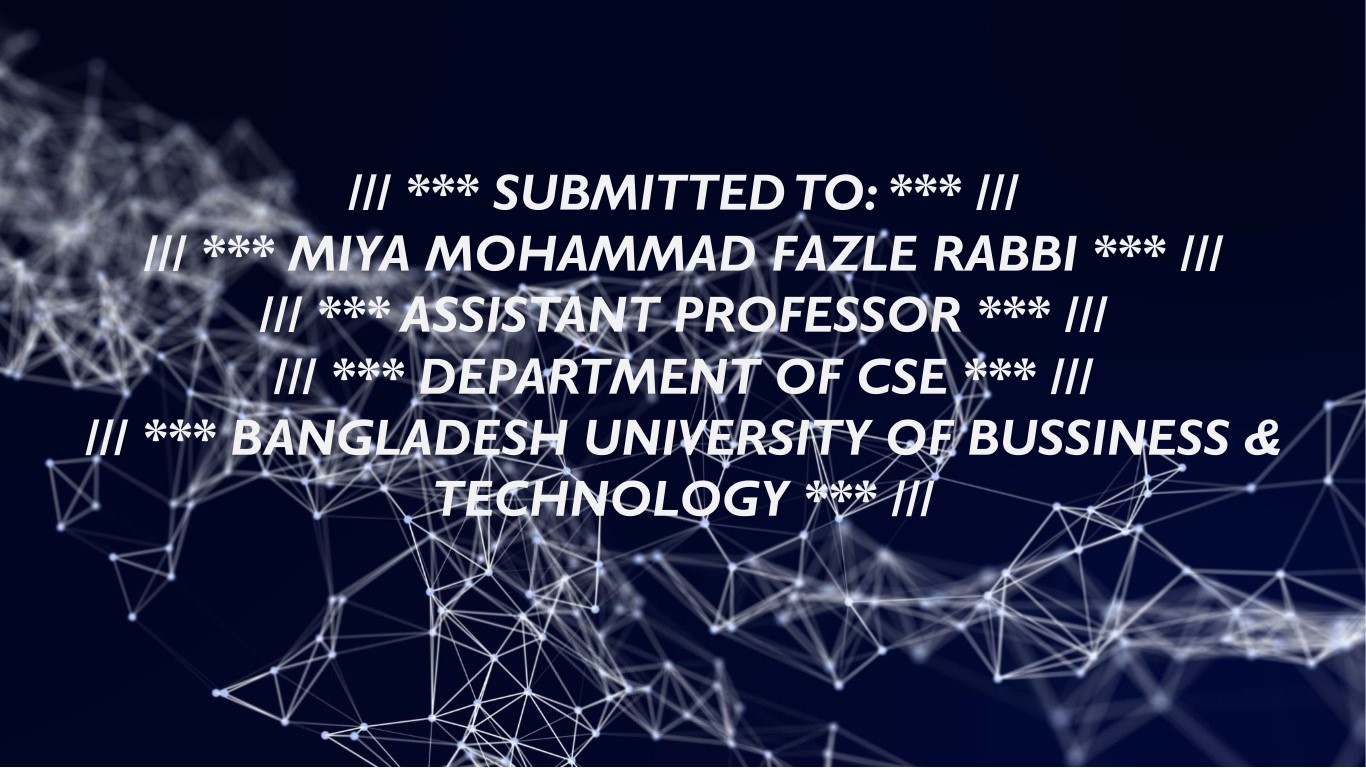 /// *** SUBMITTED TO: *** ///
/// *** MIYA MOHAMMAD FAZLE RABBI *** ///
/// *** ASSISTANT PROFESSOR *** ///
/// *** DEPARTMENT OF CSE *** ///
/// *** BANGLADESH UNIVERSITY OF BUSSINESS &
TECHNOLOGY *** ///